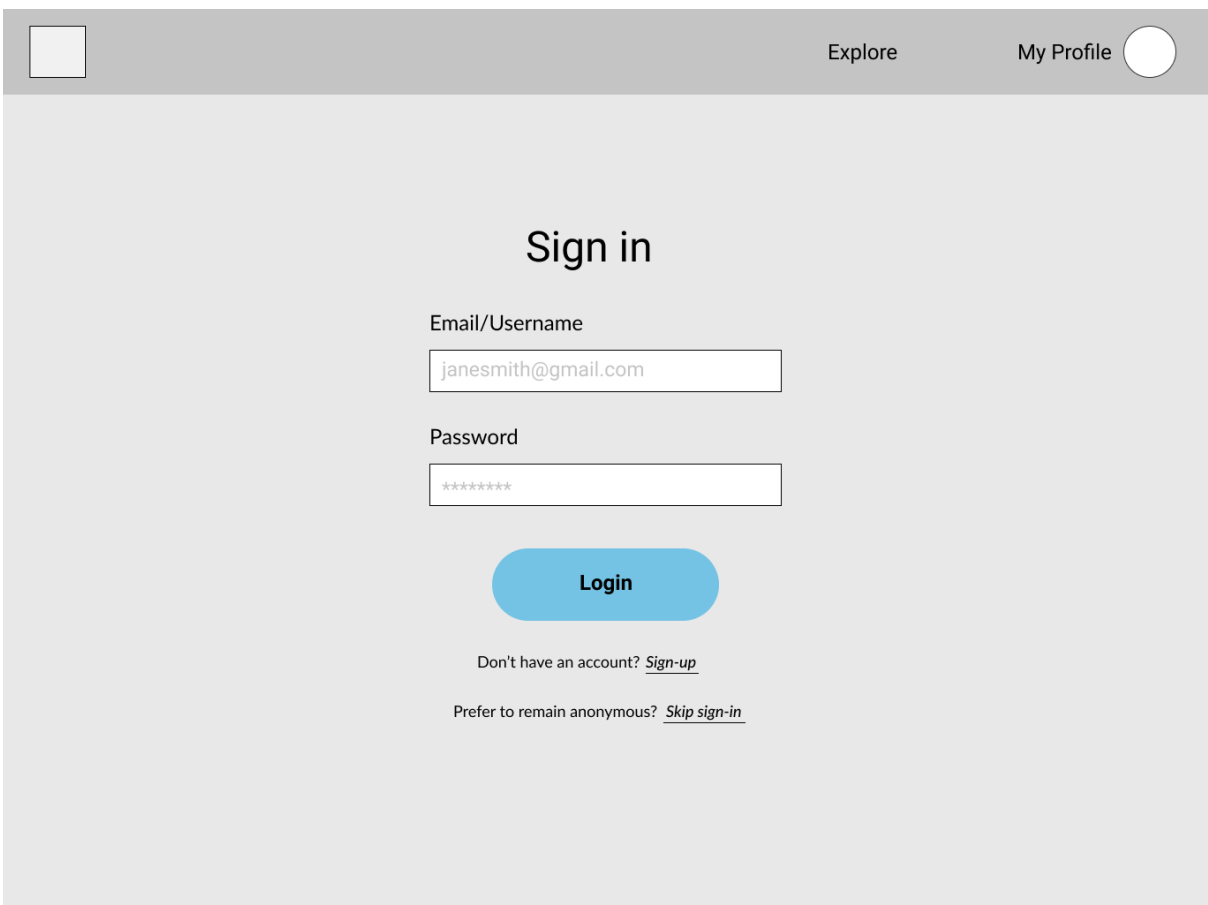 Explore My Profile
Sign in
Email/Username
janesmith@gmail.com
Password
********
Login
Don't have an account? Sign-up
Prefer to remain anonymous? Skip sign-in